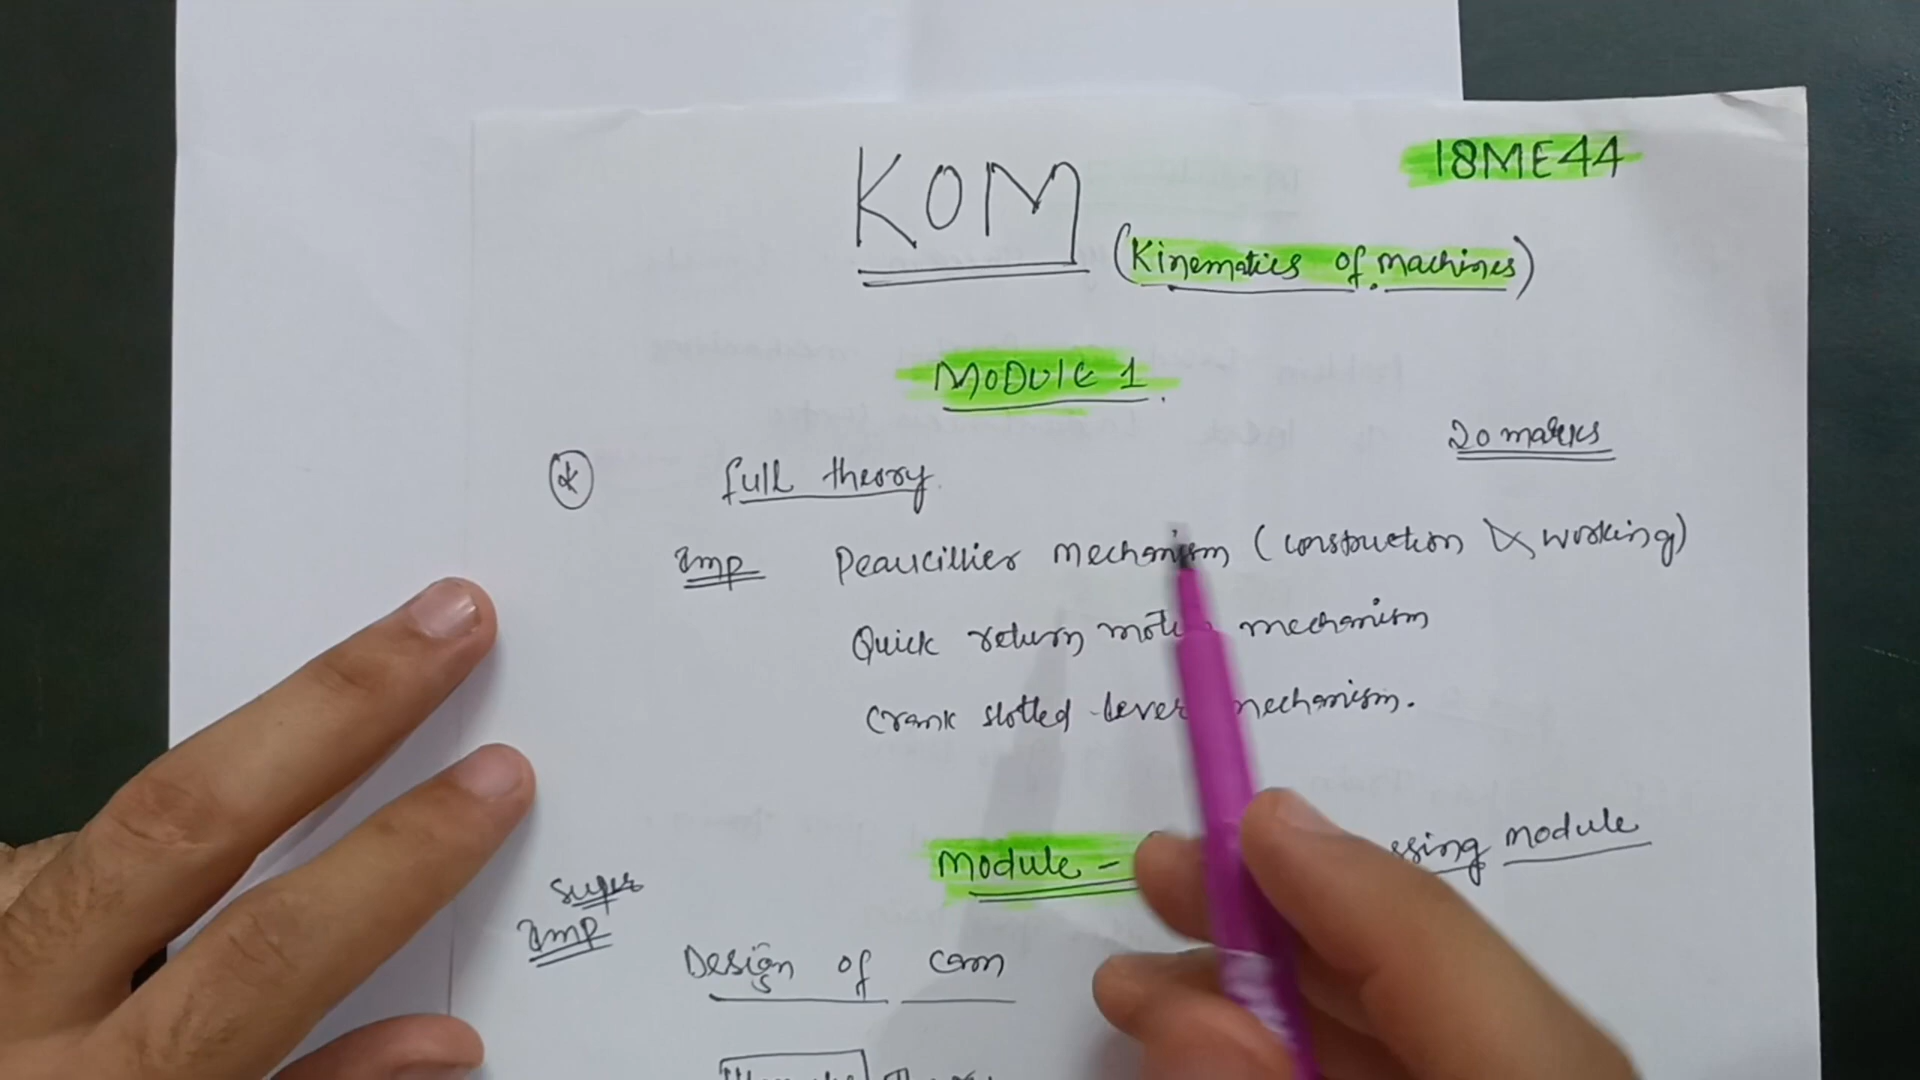 KOM
18ME44
(Kinematics of machines)
MODULE 1
20 marks
full theory
Imp Peaucillier Mechanism (construction & working)
Quick return mechanism
Crank slotted lever mechanism.
Module -
module
Super
Imp
Design of cam